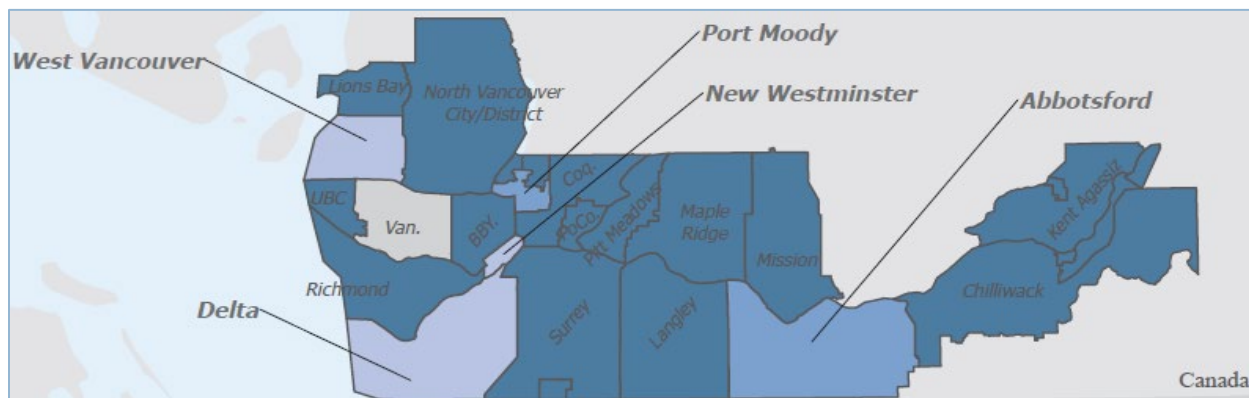 Port Moody
West Vancouver
Lions Bay
North Vancouver
City/District
New Westminster
Abbotsford
Coq.
Kent Agassiz
UBC
Van.
BBY.
PoCo.
Pitt Meadows
Maple
Ridge
Mission
Richmond
Chilliwack
Delta
Surrey
Langley
Canada